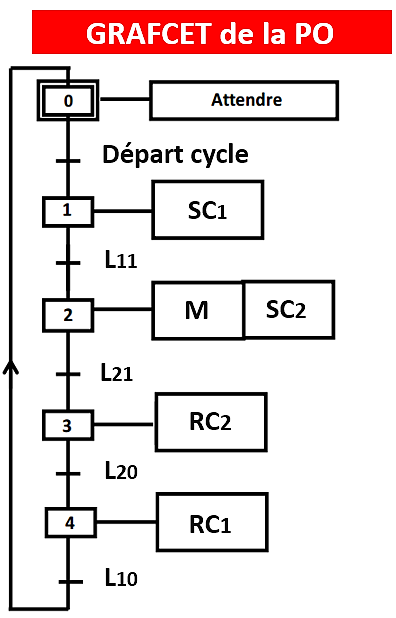 GRAFCET de la PO
0 Attendre
Départ cycle
1 SC1
L11
2 M SC2
L21
3 RC2
L20
4 RC1
L10